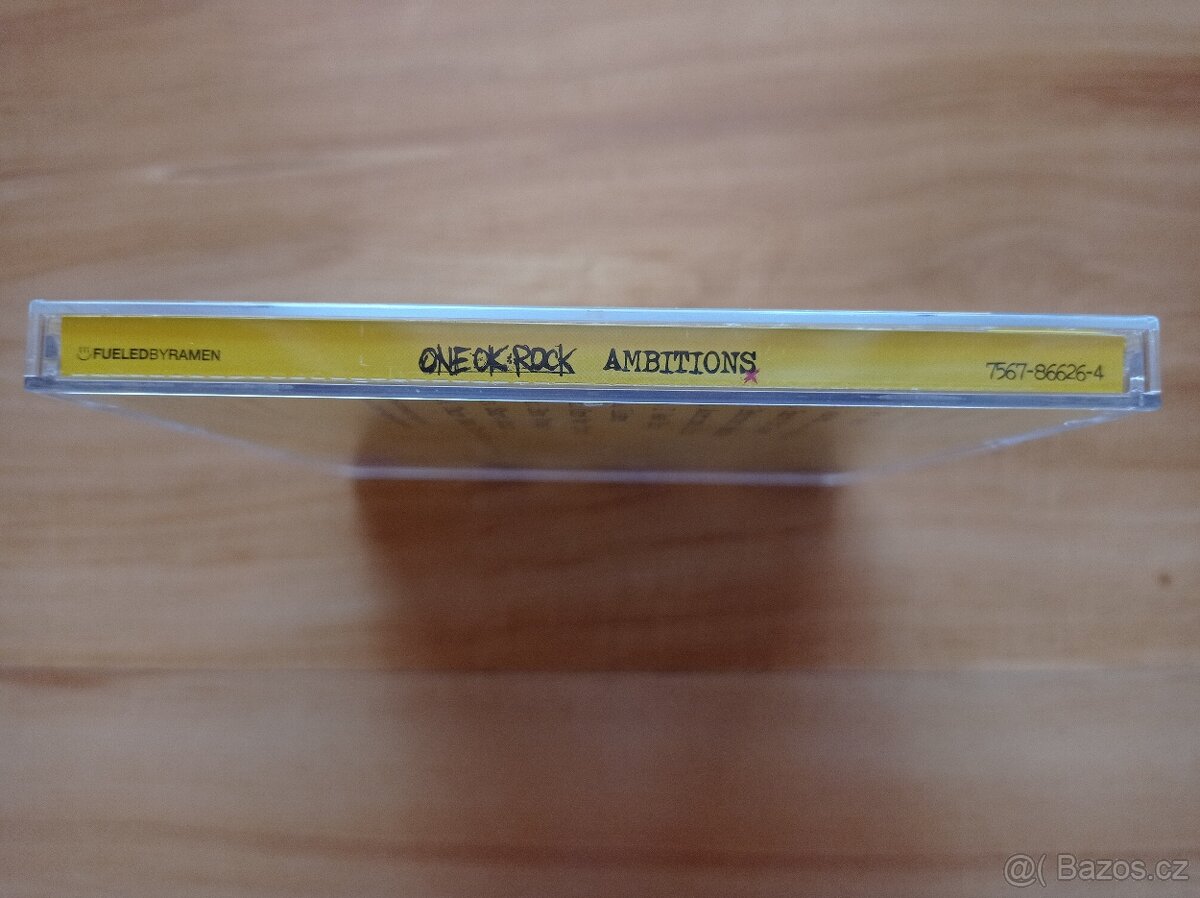 FUELEDBYRAMEN ONE OK ROCK AMBITIONS 7567-86626-4
@( Bazos.cz